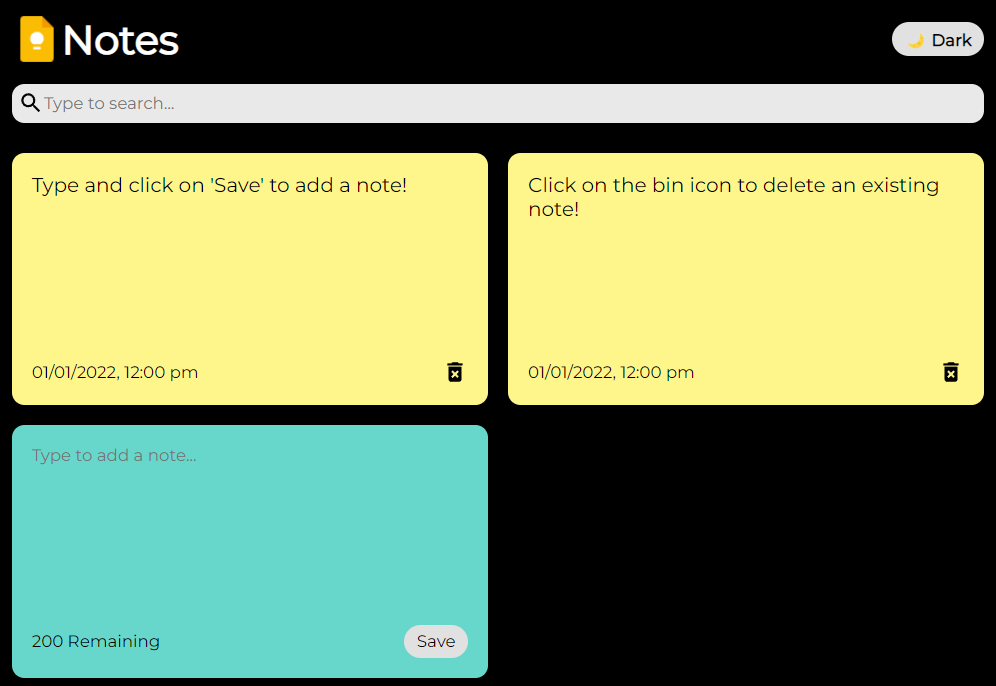 Notes
🌙 Dark
Type to search...
Type and click on 'Save' to add a note!
01/01/2022, 12:00 pm
Click on the bin icon to delete an existing
note!
01/01/2022, 12:00 pm
Type to add a note...
200 Remaining
Save